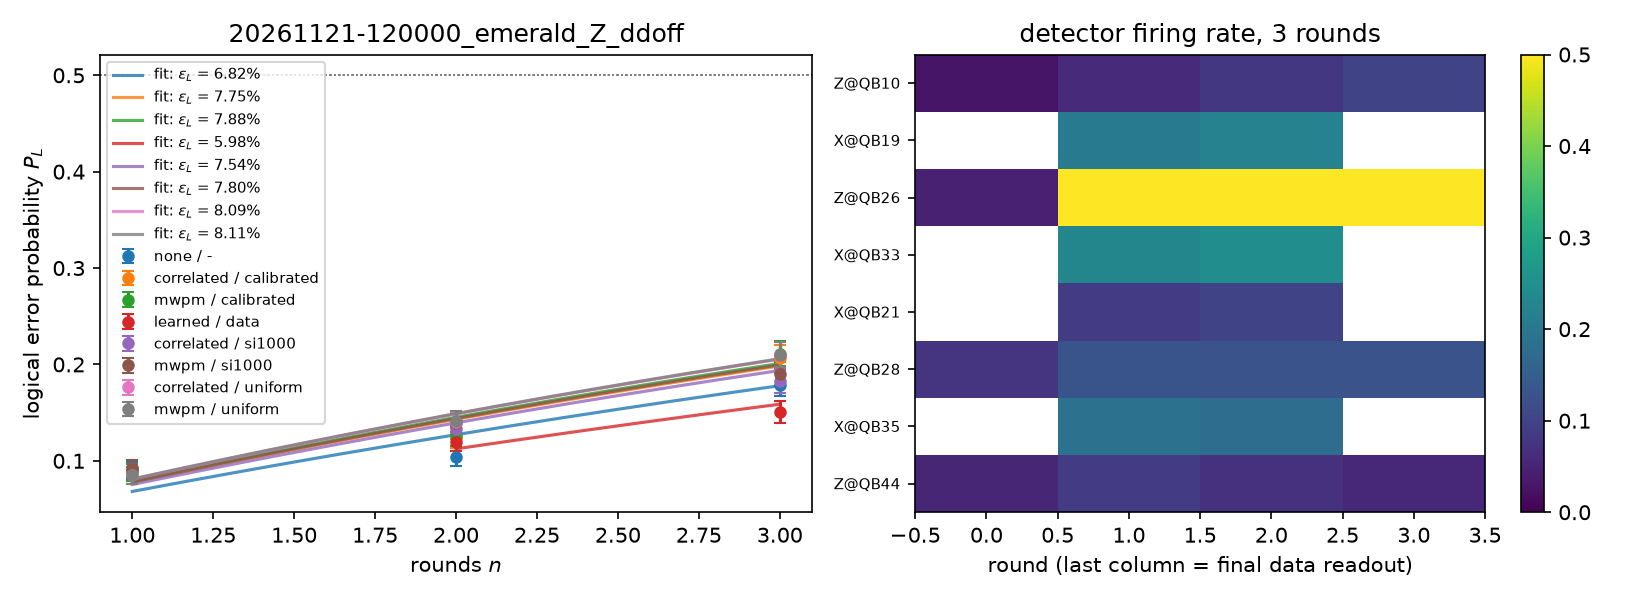 20261121-120000_emerald_Z_ddoff
logical error probability P_L
0.5
0.4
0.3
0.2
0.1
fit: ε_L = 6.82%
fit: ε_L = 7.75%
fit: ε_L = 7.88%
fit: ε_L = 5.98%
fit: ε_L = 7.54%
fit: ε_L = 7.80%
fit: ε_L = 8.09%
fit: ε_L = 8.11%
none / -
correlated / calibrated
mwpm / calibrated
learned / data
correlated / si1000
mwpm / si1000
correlated / uniform
mwpm / uniform
1.00 1.25 1.50 1.75 2.00 2.25 2.50 2.75 3.00
rounds n
detector firing rate, 3 rounds
Z@QB10
X@QB19
Z@QB26
X@QB33
X@QB21
Z@QB28
X@QB35
Z@QB44
−0.5 0.0 0.5 1.0 1.5 2.0 2.5 3.0 3.5
round (last column = final data readout)
0.5
0.4
0.3
0.2
0.1
0.0